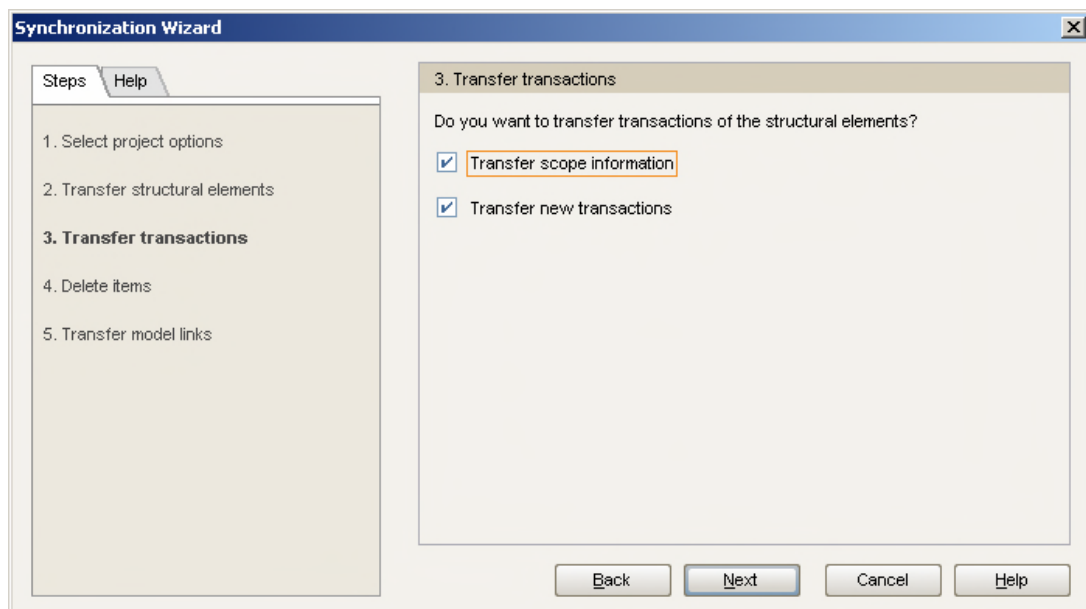 Synchronization Wizard
Steps Help
1. Select project options
2. Transfer structural elements
3. Transfer transactions
4. Delete items
5. Transfer model links
3. Transfer transactions
Do you want to transfer transactions of the structural elements?
Transfer scope information
Transfer new transactions
Back Next Cancel Help